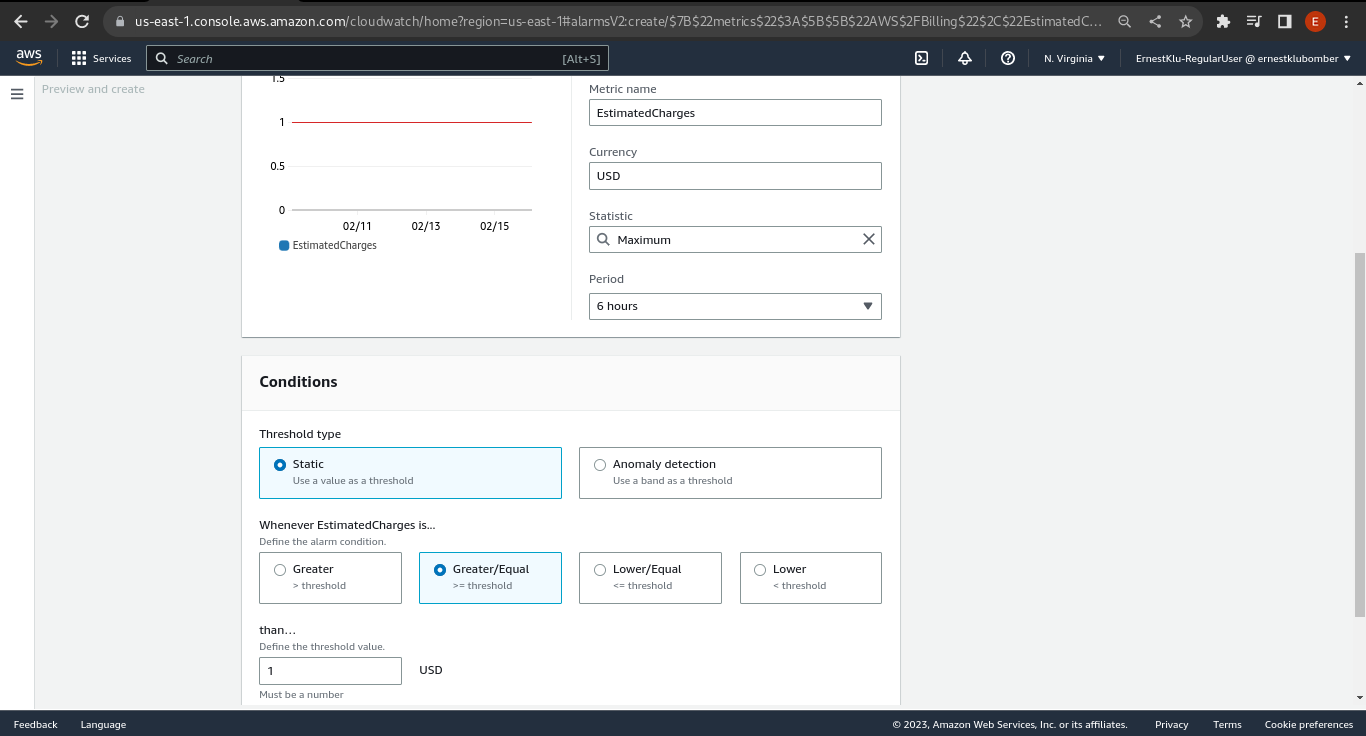 us-east-1.console.aws.amazon.com/cloudwatch/home?region=us-east-1#alarmsV2:create/$7B$22metrics$22$3A$5B$5B$22AWS$2FBilling$22$2C$22EstimatedC...
E
aws
Services
Search
[Alt+S]
N. Virginia
ErnestKlu-RegularUser @ ernestklubomber
Preview and create
1.5
1
0.5
0
02/11 02/13 02/15
EstimatedCharges
Metric name
EstimatedCharges
Currency
USD
Statistic
Maximum
Period
6 hours
Conditions
Threshold type
Static
Use a value as a threshold
Anomaly detection
Use a band as a threshold
Whenever EstimatedCharges is...
Define the alarm condition.
Greater
> threshold
Greater/Equal
>= threshold
Lower/Equal
<= threshold
Lower
< threshold
than...
Define the threshold value.
1
USD
Must be a number
Feedback
Language
© 2023, Amazon Web Services, Inc. or its affiliates.
Privacy
Terms
Cookie preferences